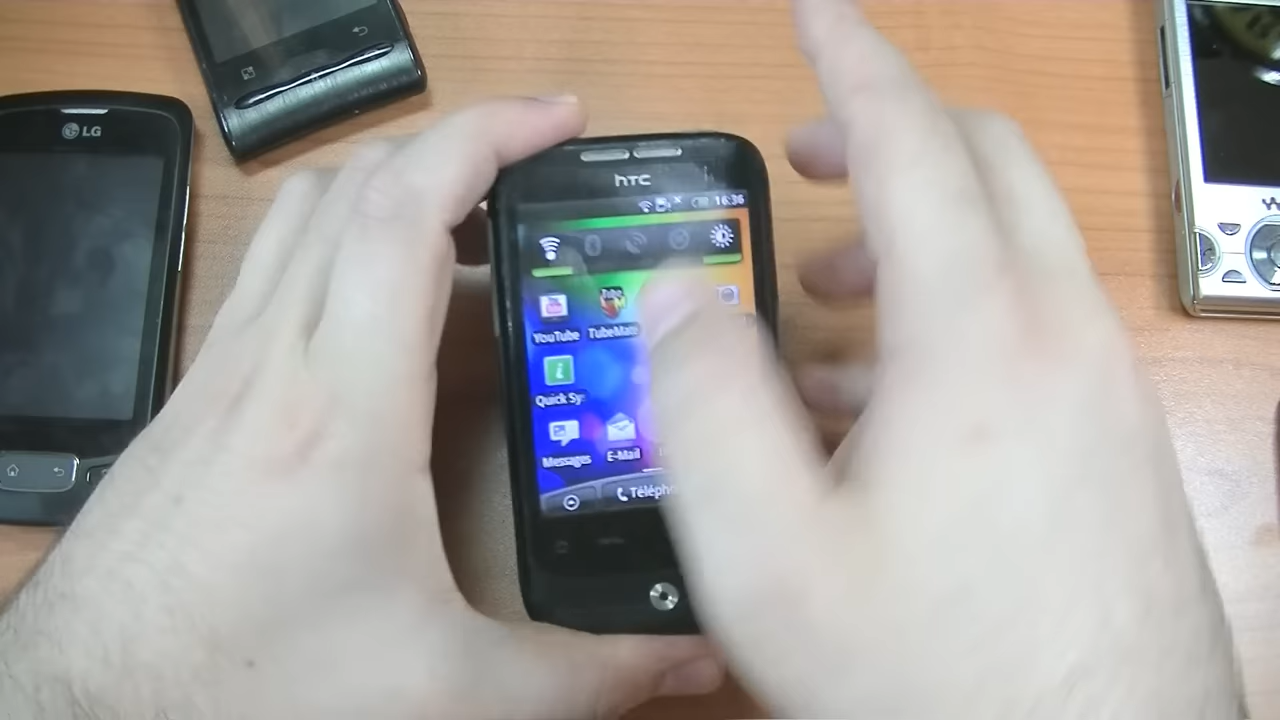 LG
hTC
16:36
YouTube
TubeMate
Quick Sy
Messages
E-Mail
Télépho
W